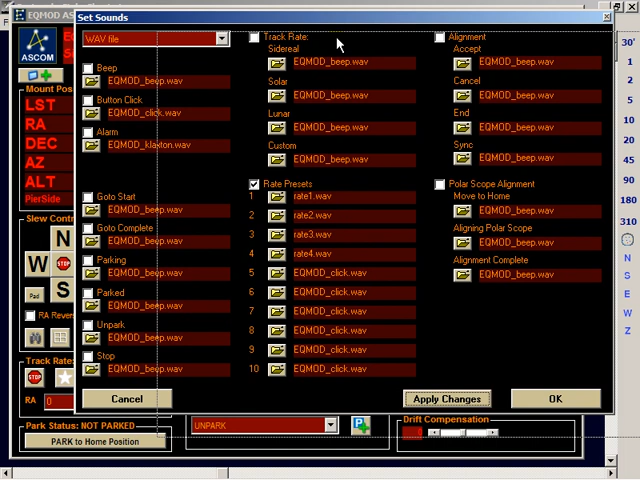 EQMOD ASCOM
Set Sounds
WAV file
Track Rate:
Alignment
Sidereal
Accept
EQMOD_beep.wav
EQMOD_beep.wav
Beep
Solar
Cancel
EQMOD_beep.wav
EQMOD_beep.wav
EQMOD_beep.wav
Button Click
Lunar
End
EQMOD_click.wav
EQMOD_beep.wav
EQMOD_beep.wav
Alarm
Custom
Sync
EQMOD_klaxton.wav
EQMOD_beep.wav
EQMOD_beep.wav
Rate Presets
Polar Scope Alignment
Goto Start
1 rate1.wav
Move to Home
EQMOD_beep.wav
2 rate2.wav
EQMOD_beep.wav
Goto Complete
3 rate3.wav
Aligning Polar Scope
EQMOD_beep.wav
4 rate4.wav
EQMOD_beep.wav
Parking
5 EQMOD_click.wav
Alignment Complete
EQMOD_beep.wav
6 EQMOD_click.wav
EQMOD_beep.wav
Parked
7 EQMOD_click.wav
EQMOD_beep.wav
Unpark
8 EQMOD_click.wav
EQMOD_beep.wav
9 EQMOD_click.wav
Stop
EQMOD_beep.wav
10 EQMOD_click.wav
Cancel
Apply Changes
OK
ASCOM
Mount Pos
LST
RA
DEC
AZ
ALT
PierSide
Slew Contr
N
W
STOP
S
Pad
RA Revers
Track Rate:
STOP
RA 0
Park Status: NOT PARKED
PARK to Home Position
UNPARK
P
Drift Compensation
30'
1
2
5
10
20
45
90
180
310
N
S
E
W
Z